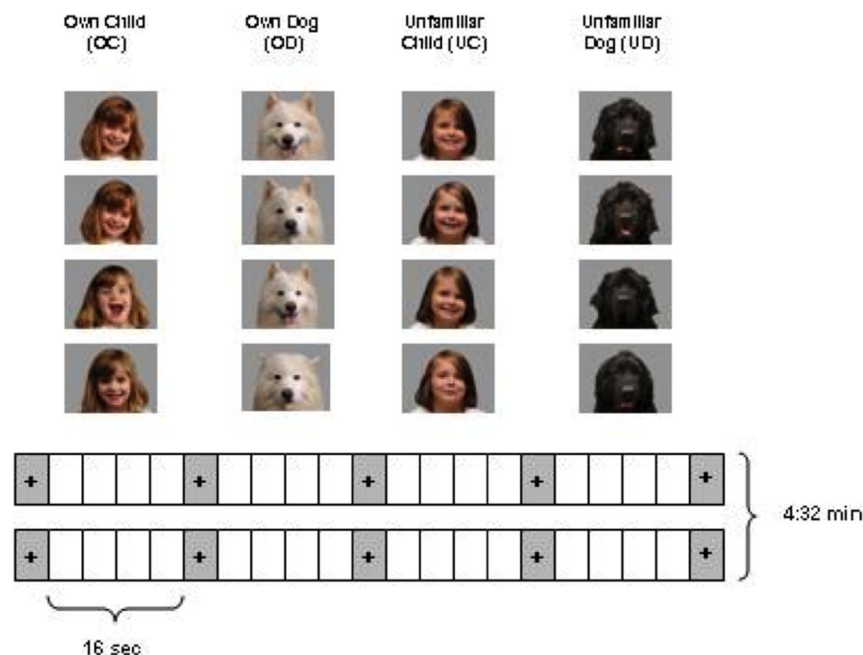 Own Child
(OC)
Own Dog
(OD)
Unfamiliar
Child (UC)
Unfamiliar
Dog (UD)
+ + + + +
4:32 min
+ + + + +
16 sec